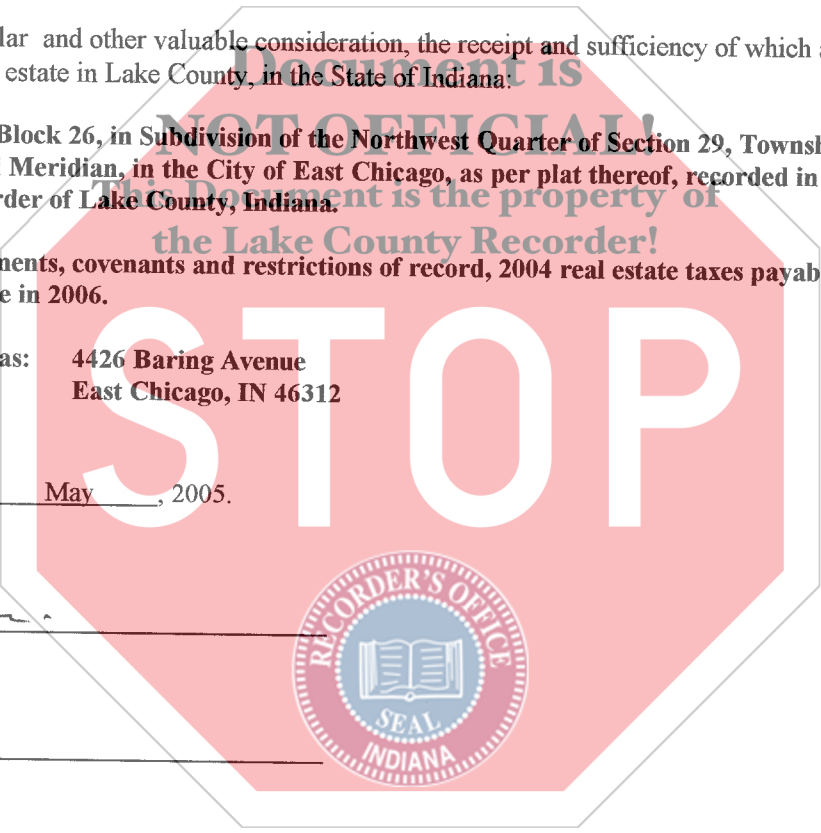 lar and other valuable consideration, the receipt and sufficiency of which
estate in Lake County, in the State of Indiana:
Document is
NOT OFFICIAL!
Block 26, in Subdivision of the Northwest Quarter of Section 29, Townsh
Meridian, in the City of East Chicago, as per plat thereof, recorded in
This Document is the property of
rder of Lake County, Indiana.
the Lake County Recorder!
nents, covenants and restrictions of record, 2004 real estate taxes payab
e in 2006.
STOP
as: 4426 Baring Avenue
East Chicago, IN 46312
May, 2005.
RECORDER'S OFFICE
SEAL
INDIANA